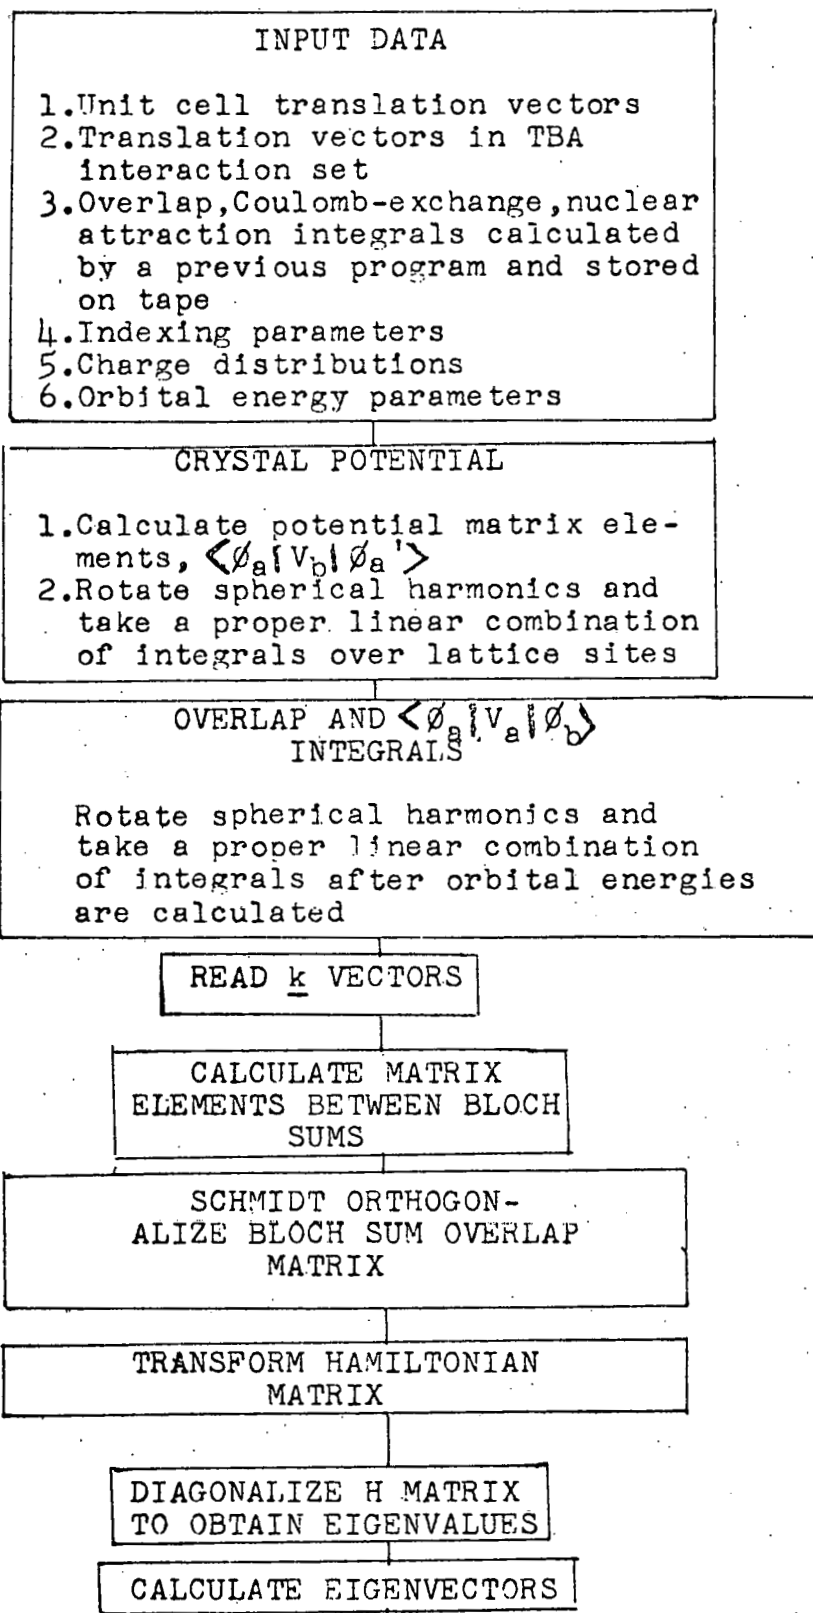 INPUT DATA
1.Unit cell translation vectors
2.Translation vectors in TBA
interaction set
3.Overlap,Coulomb-exchange,nuclear
attraction integrals calculated
by a previous program and stored
on tape
4.Indexing parameters
5.Charge distributions
6.Orbital energy parameters
CRYSTAL POTENTIAL
1.Calculate potential matrix ele-
ments, <Øa|Vb|Øa'>
2.Rotate spherical harmonics and
take a proper linear combination
of integrals over lattice sites
OVERLAP AND <Øa|Va|Øb>
INTEGRALS
Rotate spherical harmonics and
take a proper linear combination
of integrals after orbital energies
are calculated
READ k VECTORS
CALCULATE MATRIX
ELEMENTS BETWEEN BLOCH
SUMS
SCHMIDT ORTHOGON-
ALIZE BLOCH SUM OVERLAP
MATRIX
TRANSFORM HAMILTONIAN
MATRIX
DIAGONALIZE H MATRIX
TO OBTAIN EIGENVALUES
CALCULATE EIGENVECTORS